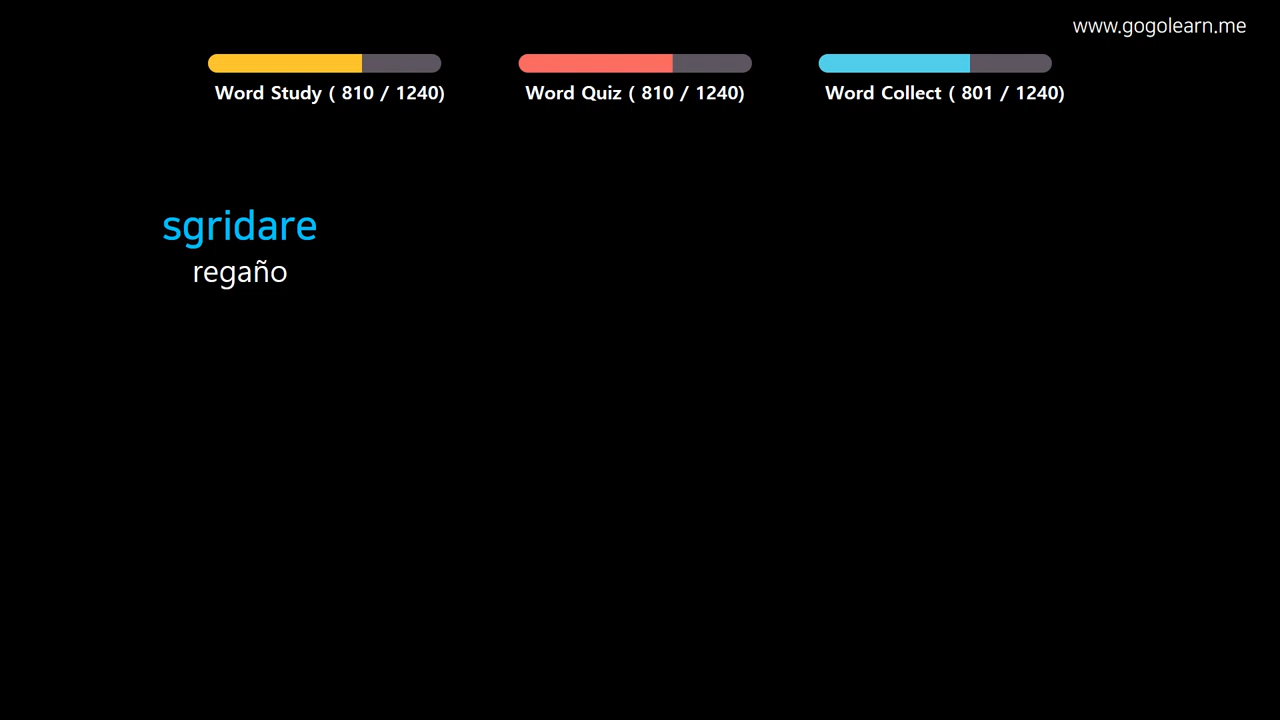 www.gogolearn.me
Word Study ( 810 / 1240)
Word Quiz ( 810 / 1240)
Word Collect ( 801 / 1240)
sgridare
regaño